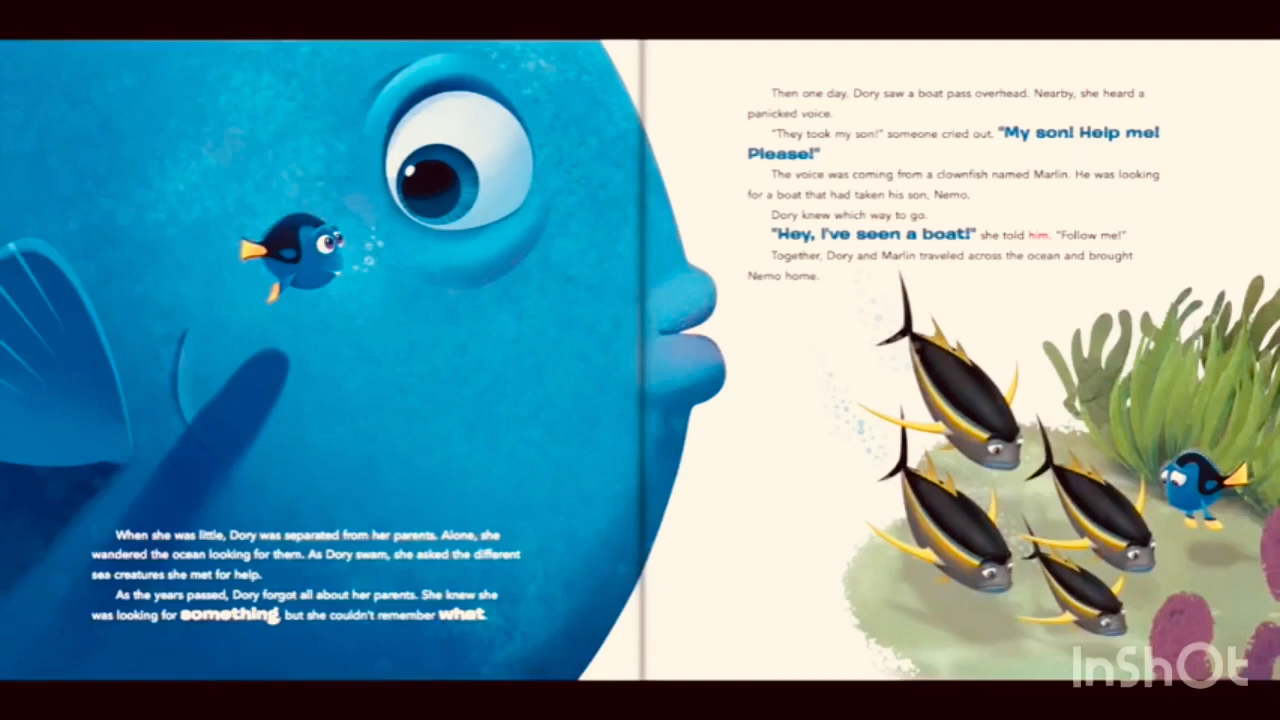 When she was little, Dory was separated from her parents. Alone, she
wandered the ocean looking for them. As Dory swam, she asked the different
sea creatures she met for help.
As the years passed, Dory forgot all about her parents. She knew she
was looking for something, but she couldn't remember what.
Then one day, Dory saw a boat pass overhead. Nearby, she heard a
panicked voice.
"They took my son!" someone cried out. "My son! Help me!
Please!"
The voice was coming from a clownfish named Marlin. He was looking
for a boat that had taken his son, Nemo.
Dory knew which way to go.
"Hey, I've seen a boat!" she told him. "Follow me!"
Together, Dory and Marlin traveled across the ocean and brought
Nemo home.
InShOt